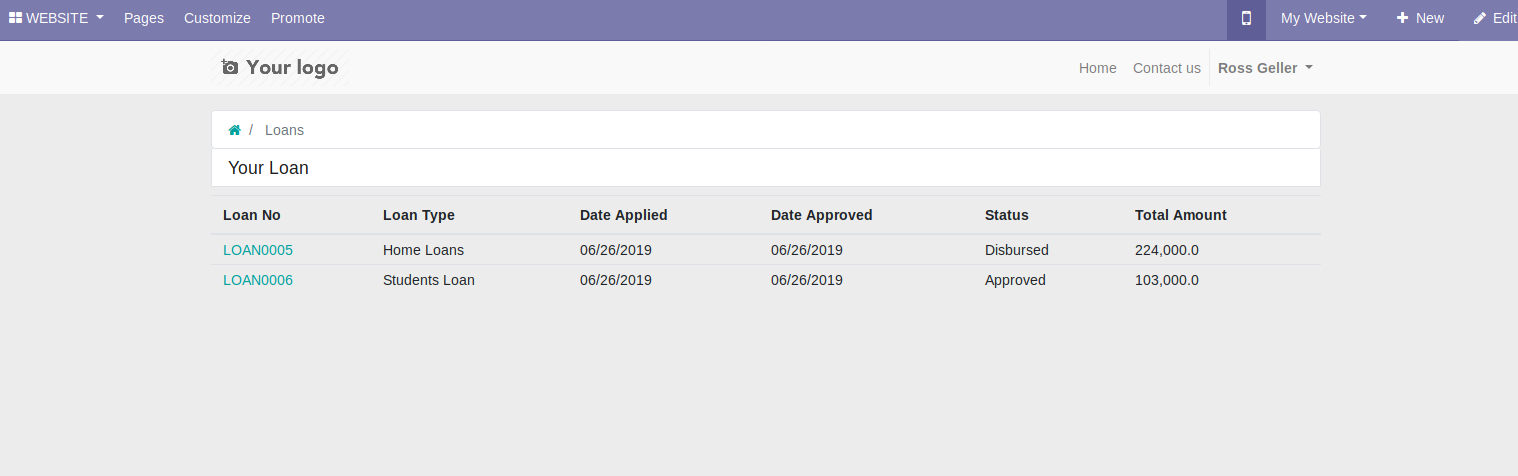 WEBSITE Pages Customize Promote My Website New Edit
Your logo Home Contact us Ross Geller
/ Loans
Your Loan
Loan No Loan Type Date Applied Date Approved Status Total Amount
LOAN0005 Home Loans 06/26/2019 06/26/2019 Disbursed 224,000.0
LOAN0006 Students Loan 06/26/2019 06/26/2019 Approved 103,000.0